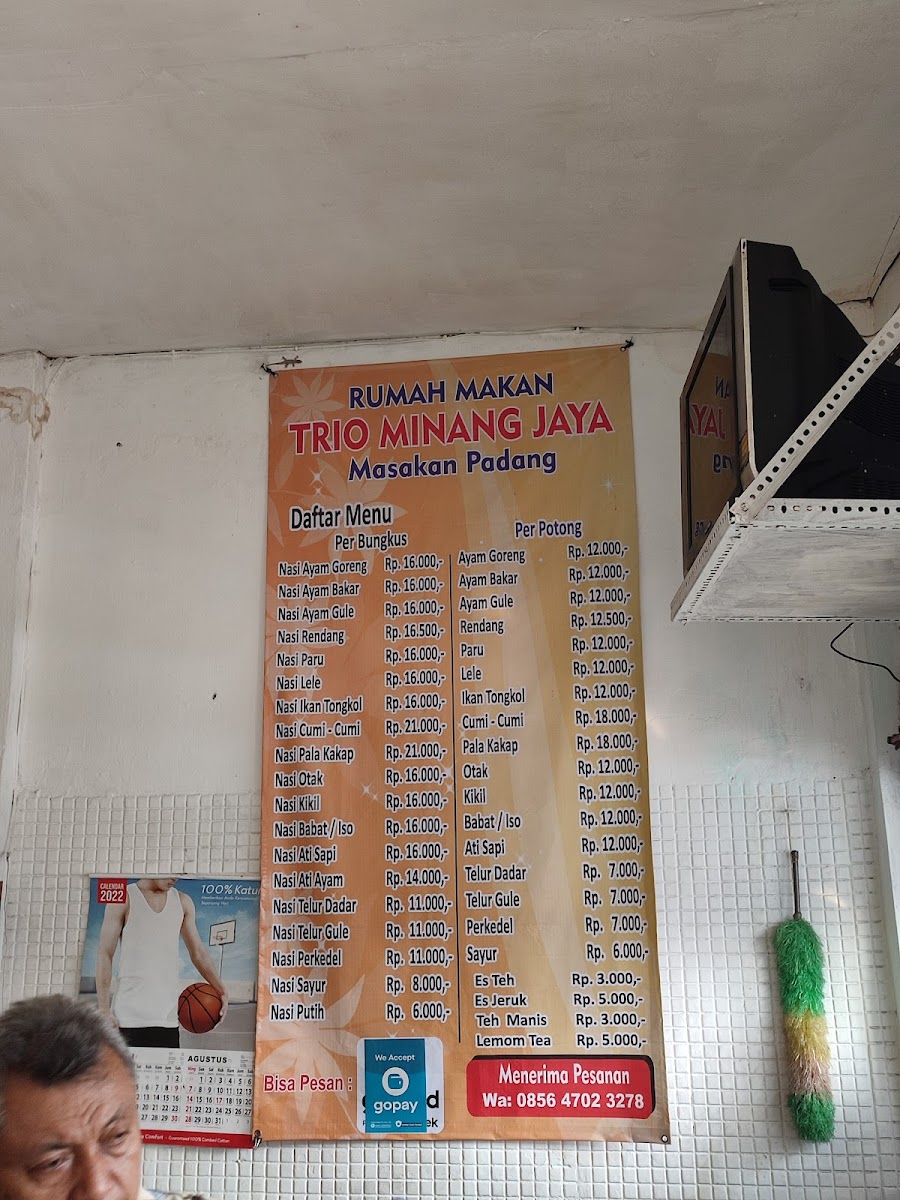 RUMAH MAKAN
TRIO MINANG JAYA
Masakan Padang
Daftar Menu
Per Bungkus
Nasi Ayam Goreng Rp. 16.000,-
Nasi Ayam Bakar Rp. 16.000,-
Nasi Ayam Gule Rp. 16.000,-
Nasi Rendang Rp. 16.500,-
Nasi Paru Rp. 16.000,-
Nasi Lele Rp. 16.000,-
Nasi Ikan Tongkol Rp. 16.000,-
Nasi Cumi - Cumi Rp. 21.000,-
Nasi Pala Kakap Rp. 21.000,-
Nasi Otak Rp. 16.000,-
Nasi Kikil Rp. 16.000,-
Nasi Babat / Iso Rp. 16.000,-
Nasi Ati Sapi Rp. 16.000,-
Nasi Ati Ayam Rp. 14.000,-
Nasi Telur Dadar Rp. 11.000,-
Nasi Telur Gule Rp. 11.000,-
Nasi Perkedel Rp. 11.000,-
Nasi Sayur Rp. 8.000,-
Nasi Putih Rp. 6.000,-
Per Potong
Ayam Goreng Rp. 12.000,-
Ayam Bakar Rp. 12.000,-
Ayam Gule Rp. 12.000,-
Rendang Rp. 12.500,-
Paru Rp. 12.000,-
Lele Rp. 12.000,-
Ikan Tongkol Rp. 12.000,-
Cumi - Cumi Rp. 18.000,-
Pala Kakap Rp. 18.000,-
Otak Rp. 12.000,-
Kikil Rp. 12.000,-
Babat / Iso Rp. 12.000,-
Ati Sapi Rp. 12.000,-
Telur Dadar Rp. 7.000,-
Telur Gule Rp. 7.000,-
Perkedel Rp. 7.000,-
Sayur Rp. 6.000,-
Es Teh Rp. 3.000,-
Es Jeruk Rp. 5.000,-
Teh Manis Rp. 3.000,-
Lemom Tea Rp. 5.000,-
Bisa Pesan :
We Accept
gopay
Menerima Pesanan
Wa: 0856 4702 3278
CALENDAR
2022
100% Katun
AGUSTUS